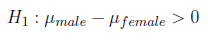 H₁ : μ_male − μ_female > 0